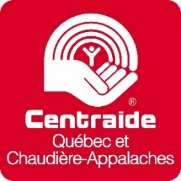 ®
Centraide
Québec et
Chaudière-Appalaches